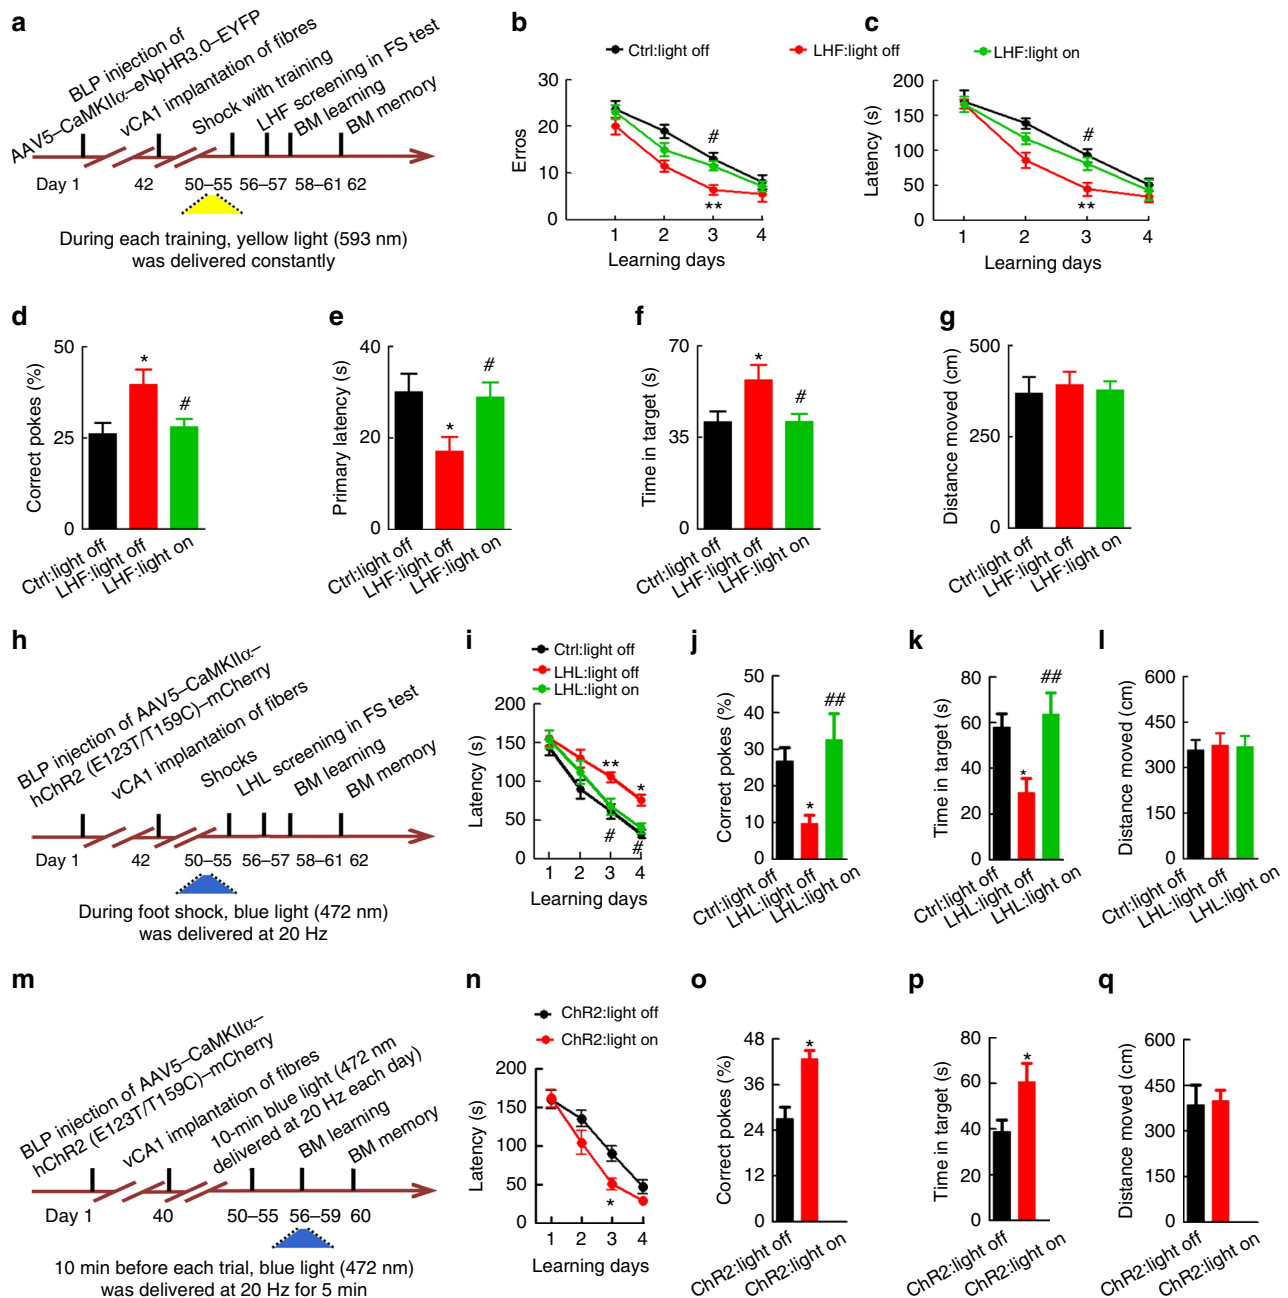 a
BLP injection of
AAV5–CaMKIIα–eNpHR3.0–EYFP
vCA1 implantation of fibres
Shock with training
LHF screening in FS test
BM learning
BM memory
Day 1
42
50–55
56–57
58–61
62
During each training, yellow light (593 nm)
was delivered constantly
b
Ctrl:light off
LHF:light off
LHF:light on
Erros
30
20
10
0
1
2
3
4
#
**
Learning days
c
Latency (s)
200
150
100
50
0
1
2
3
4
#
**
Learning days
d
Correct pokes (%)
50
25
0
*
#
Ctrl:light off
LHF:light off
LHF:light on
e
Primary latency (s)
40
20
0
*
#
Ctrl:light off
LHF:light off
LHF:light on
f
Time in target (s)
70
35
0
*
#
Ctrl:light off
LHF:light off
LHF:light on
g
Distance moved (cm)
500
250
0
Ctrl:light off
LHF:light off
LHF:light on
h
BLP injection of AAV5–CaMKIIα–
hChR2 (E123T/T159C)–mCherry
vCA1 implantation of fibers
Shocks
LHL screening in FS test
BM learning
BM memory
Day 1
42
50–55
56–57
58–61
62
During foot shock, blue light (472 nm)
was delivered at 20 Hz
i
Ctrl:light off
LHL:light off
LHL:light on
Latency (s)
200
150
100
50
0
1
2
3
4
**
*
#
#
Learning days
j
Correct pokes (%)
50
40
30
20
10
0
*
##
Ctrl:light off
LHL:light off
LHL:light on
k
Time in target (s)
80
60
40
20
0
*
##
Ctrl:light off
LHL:light off
LHL:light on
l
Distance moved (cm)
600
450
300
150
0
Ctrl:light off
LHL:light off
LHL:light on
m
BLP injection of AAV5–CaMKIIα–
hChR2 (E123T/T159C)–mCherry
vCA1 implantation of fibres
10-min blue light (472 nm
delivered at 20 Hz each day)
BM learning
BM memory
Day 1
40
50–55
56–59
60
10 min before each trial, blue light (472 nm)
was delivered at 20 Hz for 5 min
n
ChR2:light off
ChR2:light on
Latency (s)
200
150
100
50
0
1
2
3
4
*
Learning days
o
Correct pokes (%)
48
36
24
12
0
*
ChR2:light off
ChR2:light on
p
Time in target (s)
80
60
40
20
0
*
ChR2:light off
ChR2:light on
q
Distance moved (cm)
600
450
300
150
0
ChR2:light off
ChR2:light on